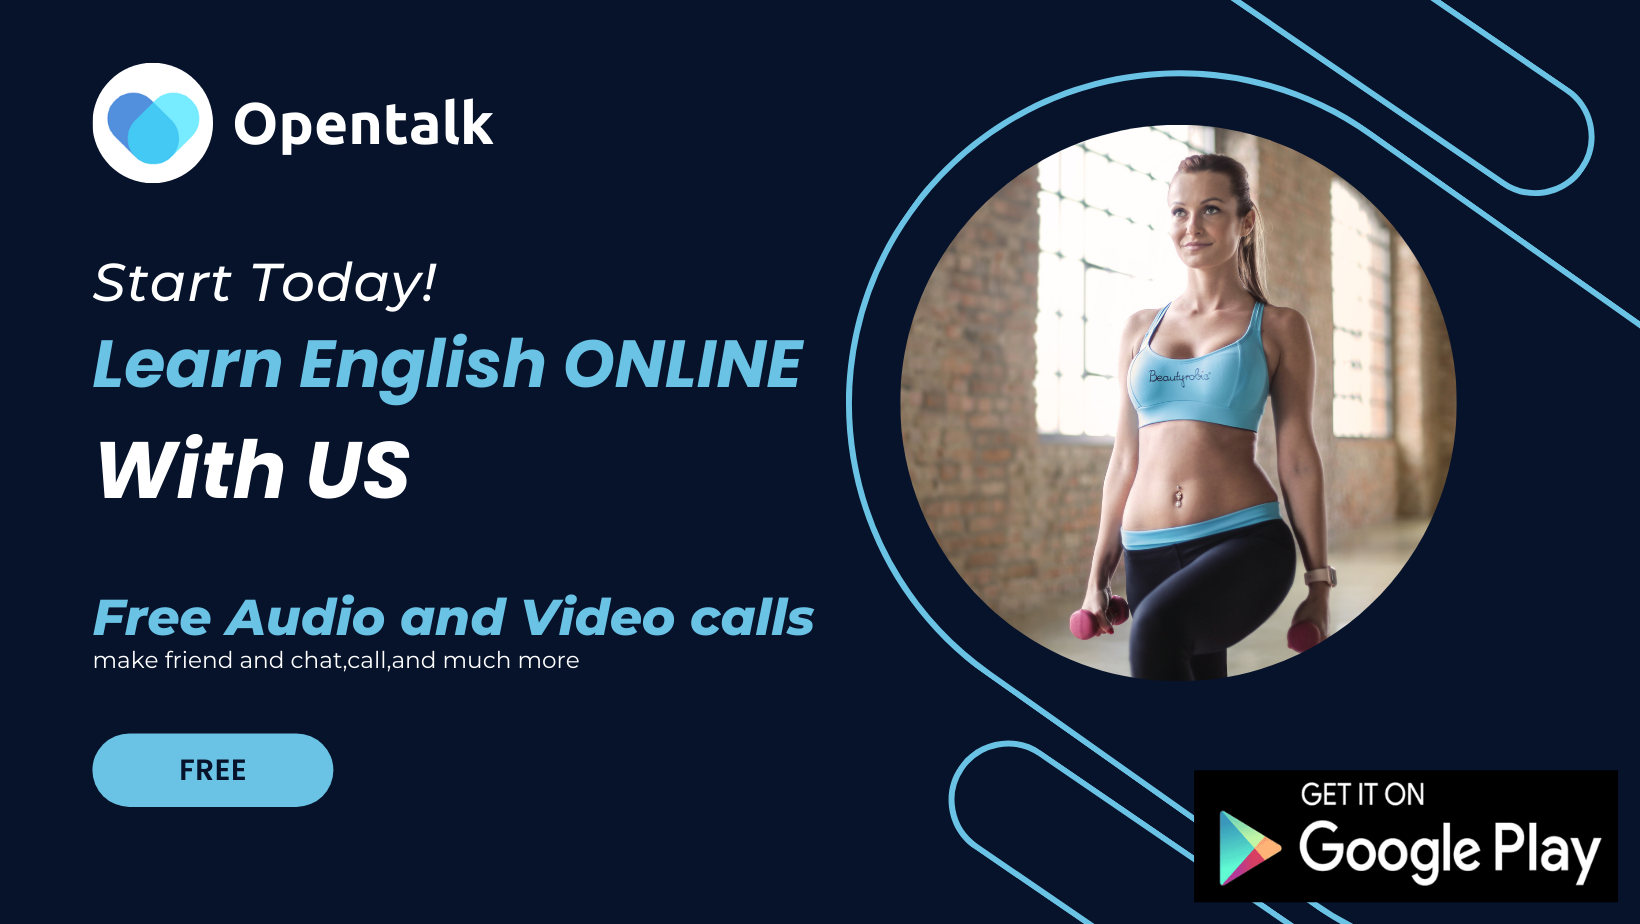 Opentalk
Start Today!
Learn English ONLINE
With US
Beautyrobis
Free Audio and Video calls
make friend and chat,call,and much more
FREE
GET IT ON
Google Play